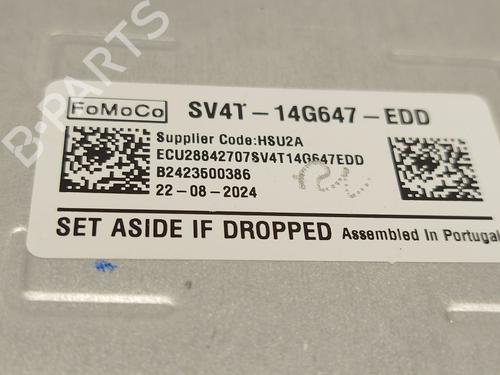 B-PARTS
FoMoCo
SV4T-14G647-EDD
Supplier Code:HSU2A
ECU28842707SV4T14G647EDD
B2423500386
22-08-2024
SET ASIDE IF DROPPED Assembled In Portugal